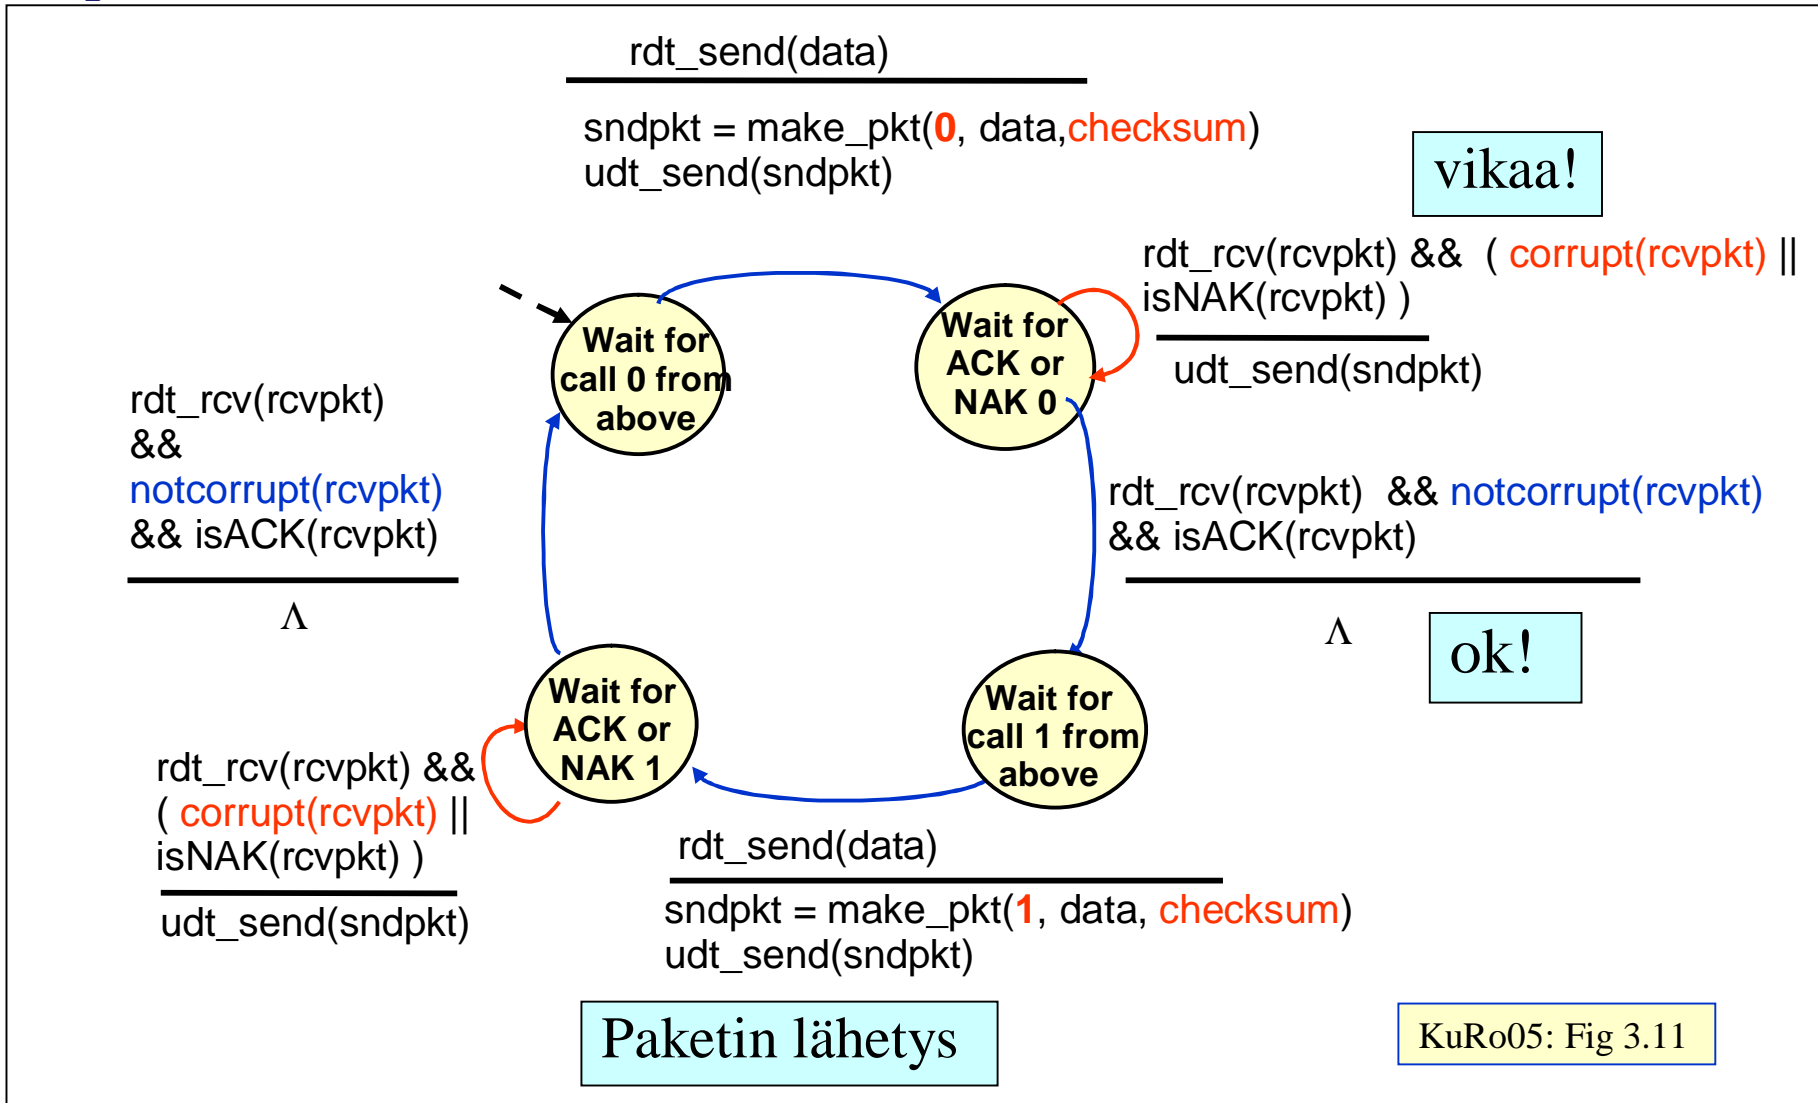 rdt_send(data)
sndpkt = make_pkt(0, data,checksum)
udt_send(sndpkt)
vikaa!
rdt_rcv(rcvpkt) && ( corrupt(rcvpkt) ||
isNAK(rcvpkt) )
udt_send(sndpkt)
Wait for
call 0 from
above
Wait for
ACK or
NAK 0
rdt_rcv(rcvpkt)
&&
notcorrupt(rcvpkt)
&& isACK(rcvpkt)
Λ
rdt_rcv(rcvpkt) && notcorrupt(rcvpkt)
&& isACK(rcvpkt)
Λ
ok!
Wait for
ACK or
NAK 1
Wait for
call 1 from
above
rdt_rcv(rcvpkt) &&
( corrupt(rcvpkt) ||
isNAK(rcvpkt) )
udt_send(sndpkt)
rdt_send(data)
sndpkt = make_pkt(1, data, checksum)
udt_send(sndpkt)
Paketin lähetys
KuRo05: Fig 3.11